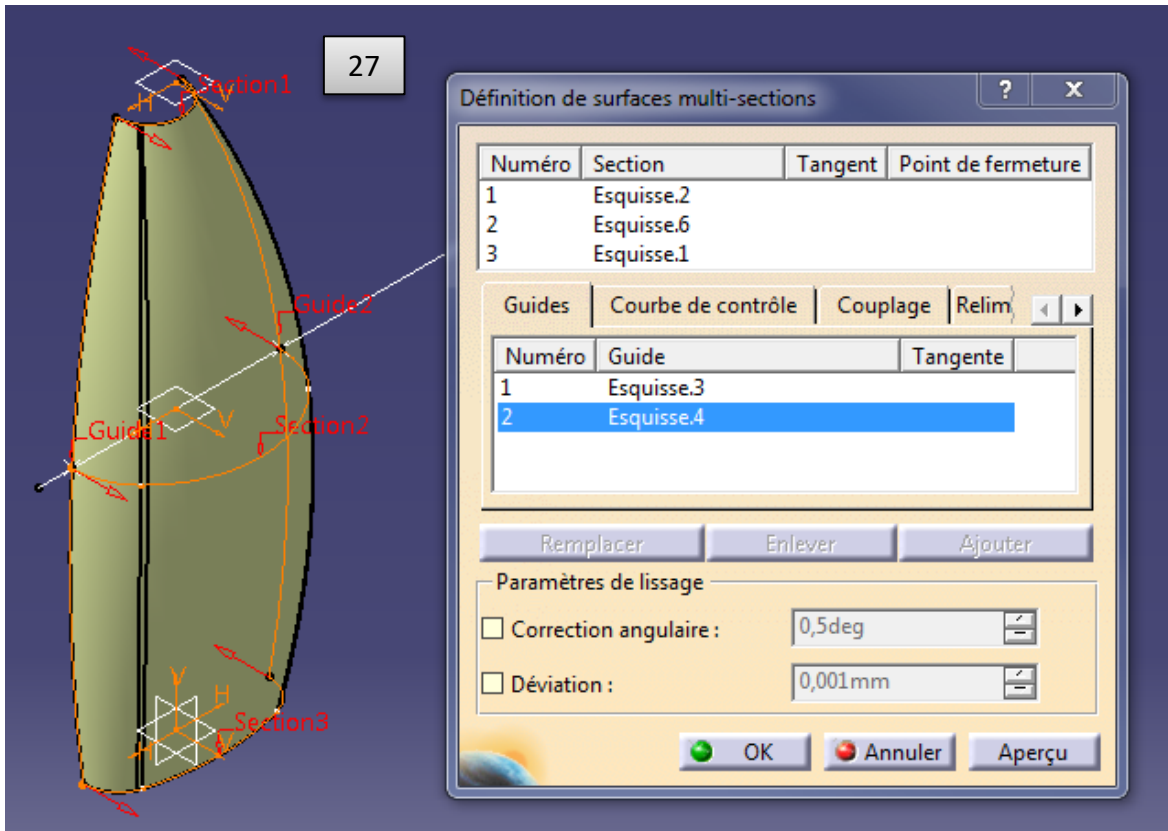 27
Section1
H
V
Guide2
V
Guide1
Section2
V
H
Section3
H
V
Définition de surfaces multi-sections
? X
Numéro Section Tangent Point de fermeture
1 Esquisse.2
2 Esquisse.6
3 Esquisse.1
Guides Courbe de contrôle Couplage Relim
Numéro Guide Tangente
1 Esquisse.3
2 Esquisse.4
Remplacer Enlever Ajouter
Paramètres de lissage
Correction angulaire : 0,5deg
Déviation : 0,001mm
OK Annuler Aperçu